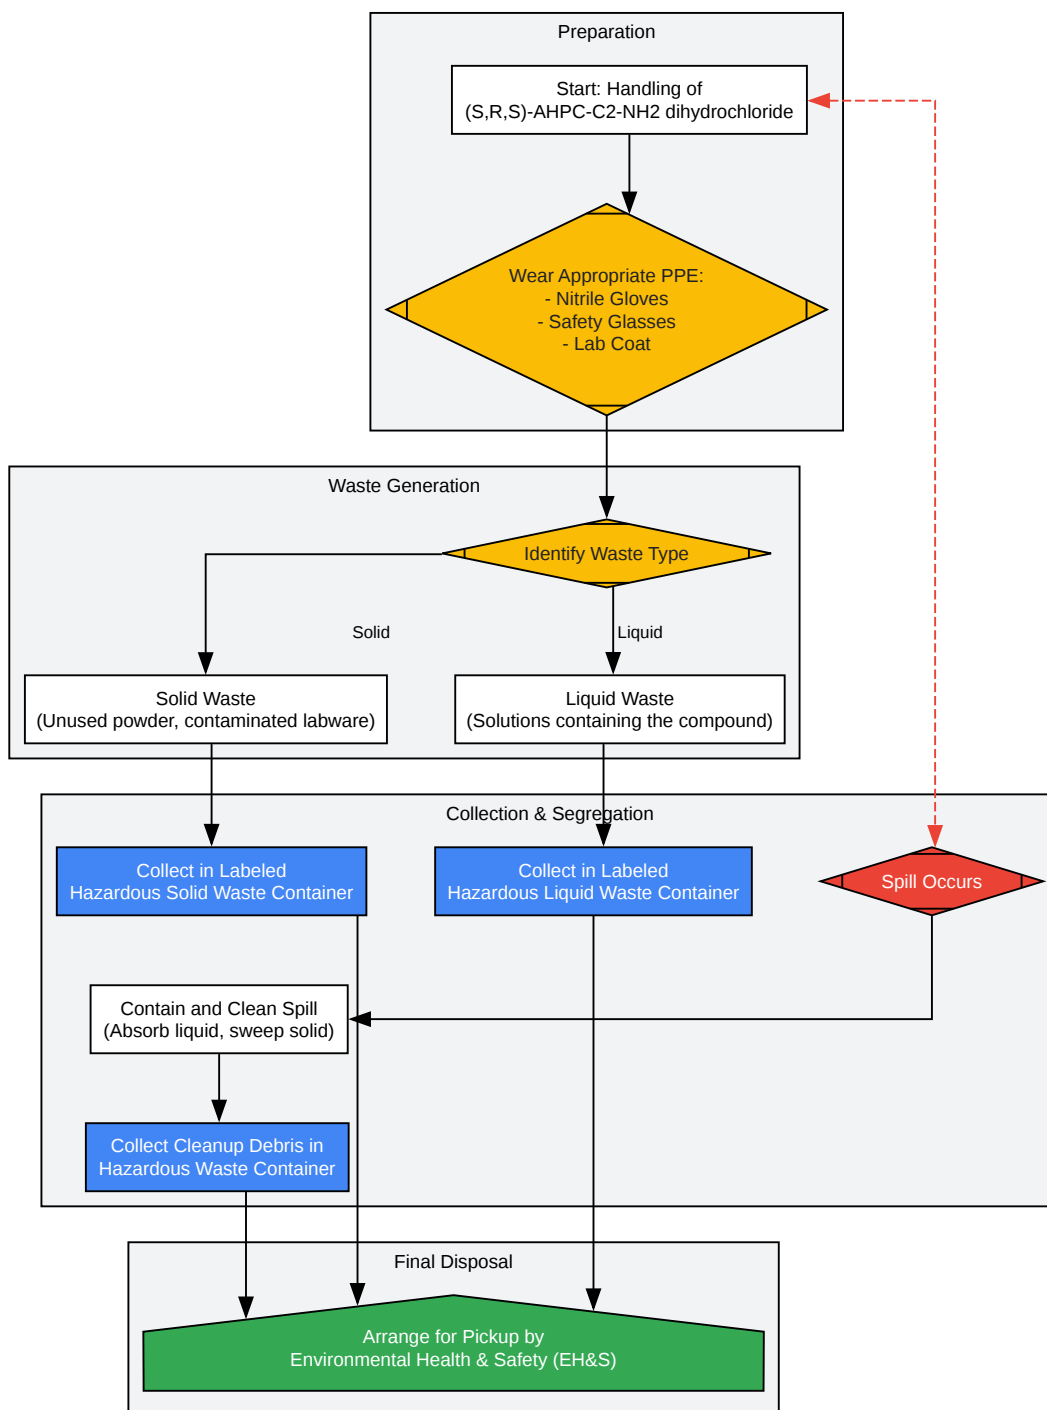 Preparation
Start: Handling of
(S,R,S)-AHPC-C2-NH2 dihydrochloride
Wear Appropriate PPE:
- Nitrile Gloves
- Safety Glasses
- Lab Coat
Waste Generation
Identify Waste Type
Solid
Liquid
Solid Waste
(Unused powder, contaminated labware)
Liquid Waste
(Solutions containing the compound)
Collection & Segregation
Collect in Labeled
Hazardous Solid Waste Container
Collect in Labeled
Hazardous Liquid Waste Container
Spill Occurs
Contain and Clean Spill
(Absorb liquid, sweep solid)
Collect Cleanup Debris in
Hazardous Waste Container
Final Disposal
Arrange for Pickup by
Environmental Health & Safety (EH&S)